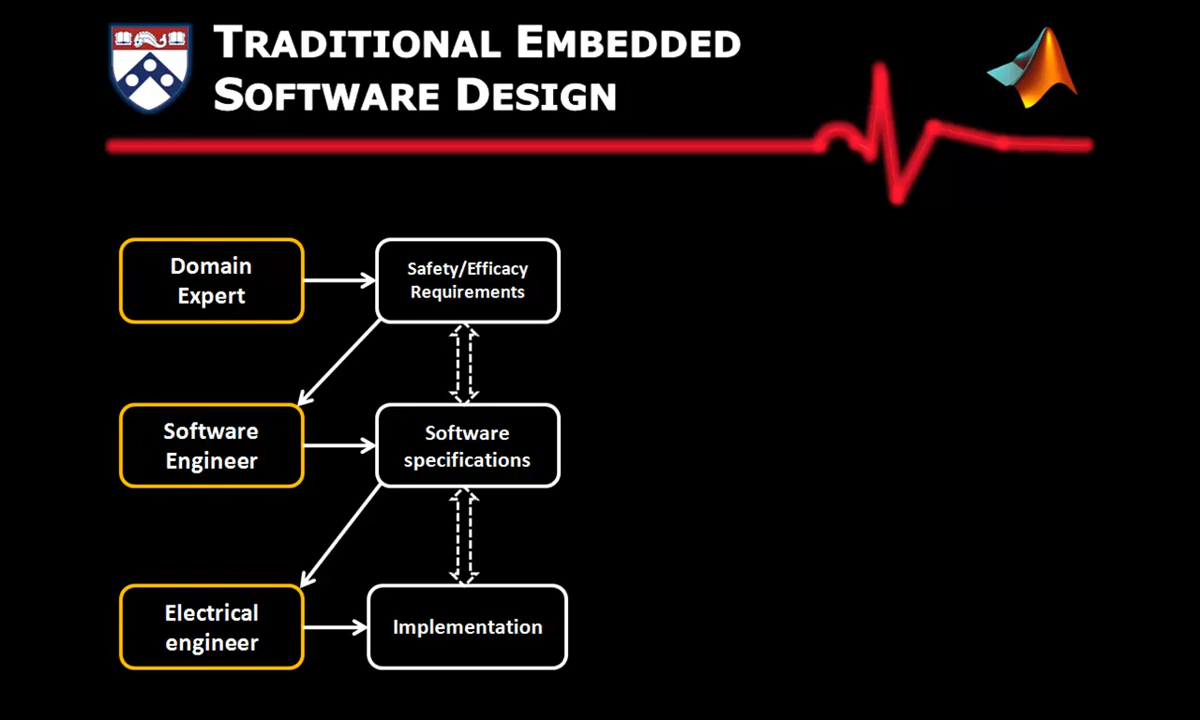 TRADITIONAL EMBEDDED
SOFTWARE DESIGN
Domain
Expert
Safety/Efficacy
Requirements
Software
Engineer
Software
specifications
Electrical
engineer
Implementation